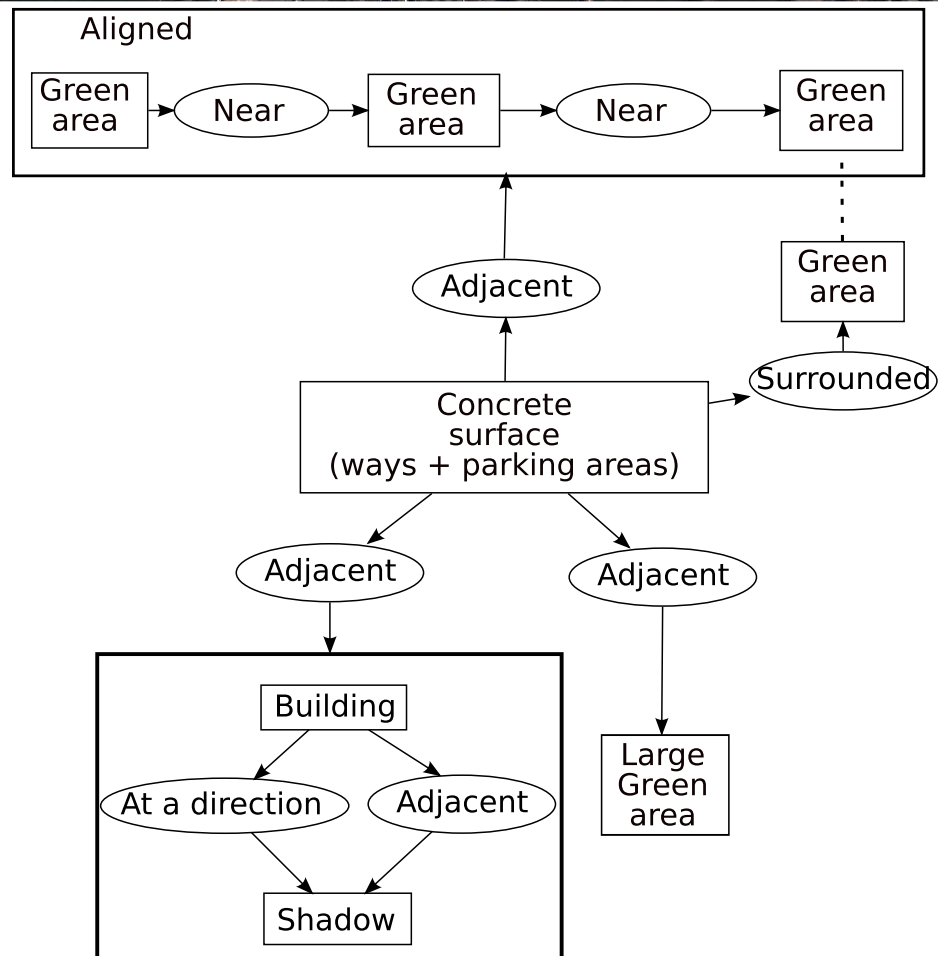 Aligned
Green
area
Near
Green
area
Near
Green
area
Adjacent
Green
area
Surrounded
Concrete
surface
(ways + parking areas)
Adjacent
Adjacent
Building
At a direction
Adjacent
Shadow
Large
Green
area